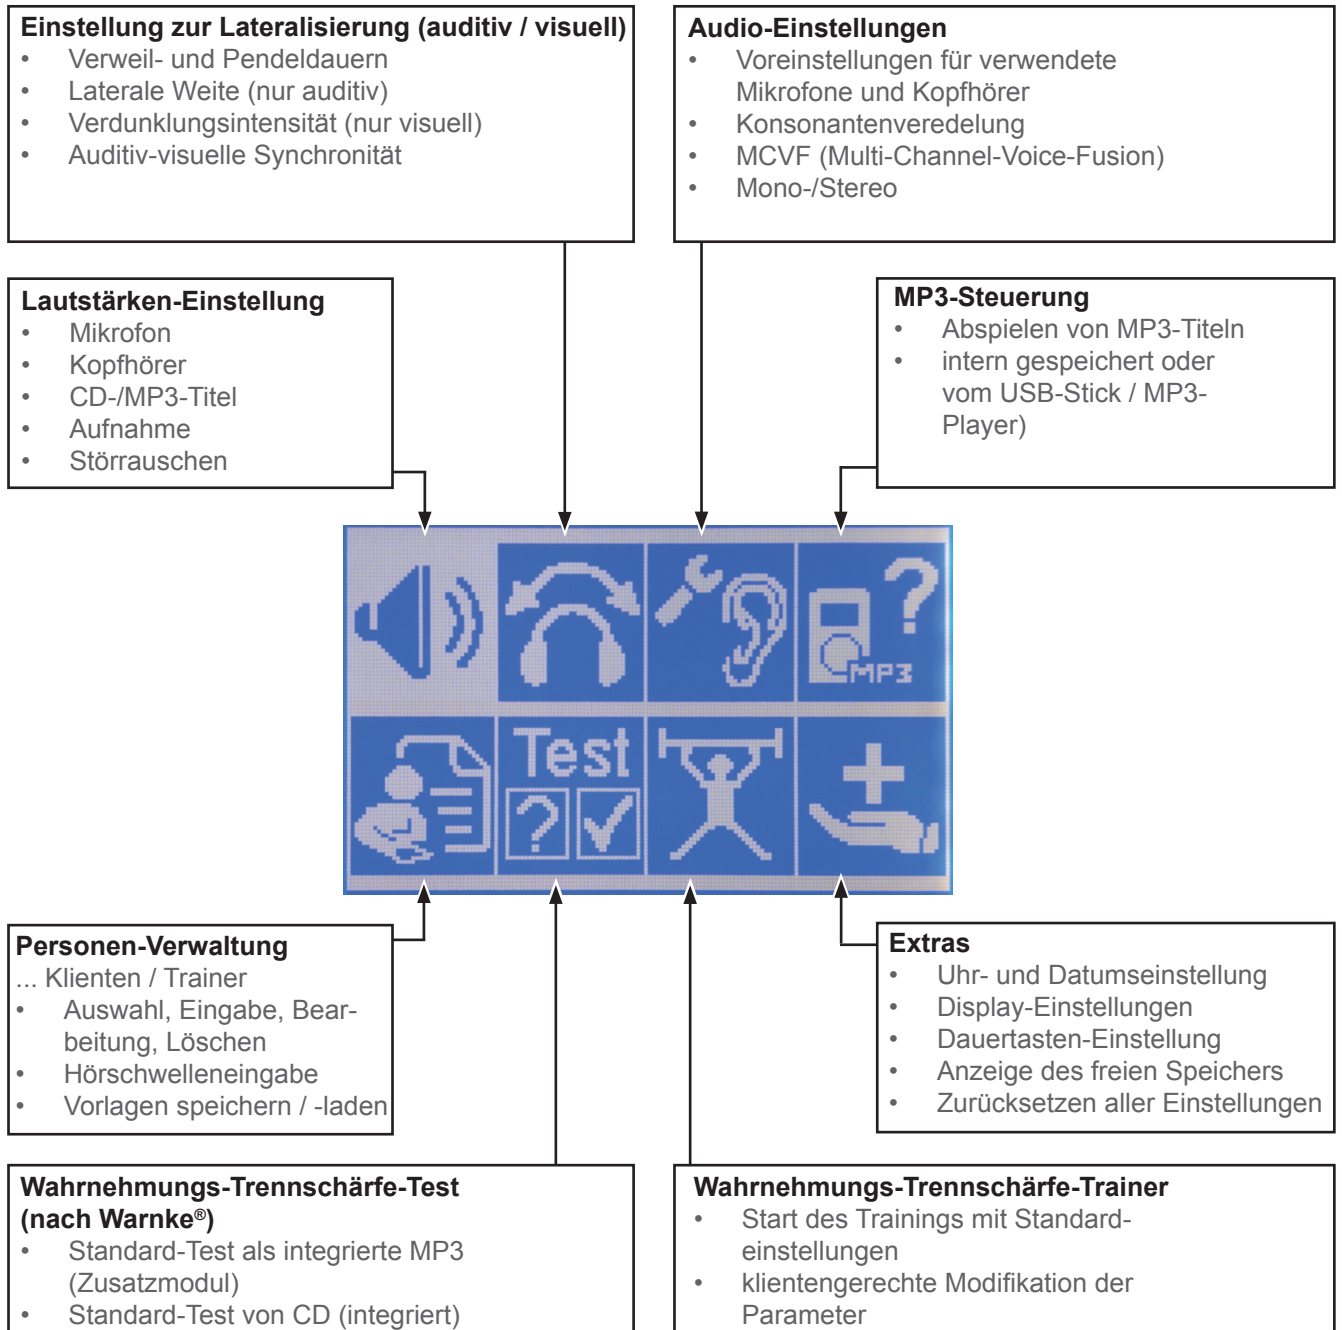 Einstellung zur Lateralisierung (auditiv / visuell)
• Verweil- und Pendeldauern
• Laterale Weite (nur auditiv)
• Verdunklungsintensität (nur visuell)
• Auditiv-visuelle Synchronität
Audio-Einstellungen
• Voreinstellungen für verwendete
Mikrofone und Kopfhörer
• Konsonantenveredelung
• MCVF (Multi-Channel-Voice-Fusion)
• Mono-/Stereo
Lautstärken-Einstellung
• Mikrofon
• Kopfhörer
• CD-/MP3-Titel
• Aufnahme
• Störrauschen
MP3-Steuerung
• Abspielen von MP3-Titeln
• intern gespeichert oder
vom USB-Stick / MP3-
Player)
?
MP3
Test
?
Personen-Verwaltung
... Klienten / Trainer
• Auswahl, Eingabe, Bear-
beitung, Löschen
• Hörschwelleneingabe
• Vorlagen speichern / -laden
Extras
• Uhr- und Datumseinstellung
• Display-Einstellungen
• Dauertasten-Einstellung
• Anzeige des freien Speichers
• Zurücksetzen aller Einstellungen
Wahrnehmungs-Trennschärfe-Test
(nach Warnke®)
• Standard-Test als integrierte MP3
(Zusatzmodul)
• Standard-Test von CD (integriert)
Wahrnehmungs-Trennschärfe-Trainer
• Start des Trainings mit Standard-
einstellungen
• klientengerechte Modifikation der
Parameter